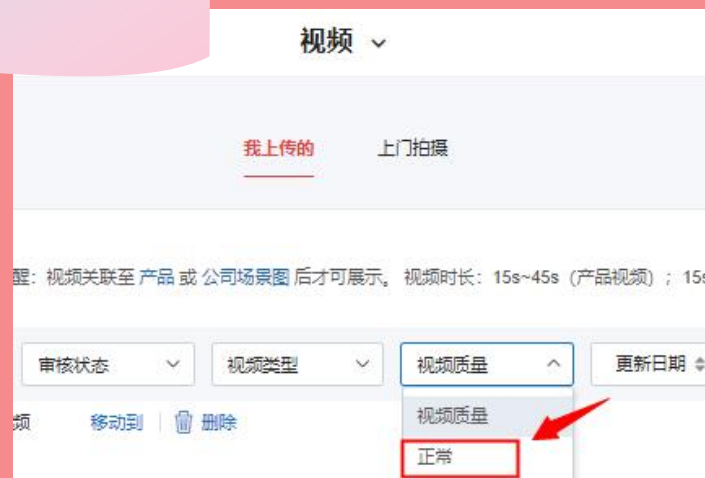 视频
我上传的 上门拍摄
醒：视频关联至 产品 或 公司场景图 后才可展示。 视频时长：15s~45s（产品视频）；15s
审核状态 视频类型 视频质量 更新日期
频 移动到 删除 视频质量
正常